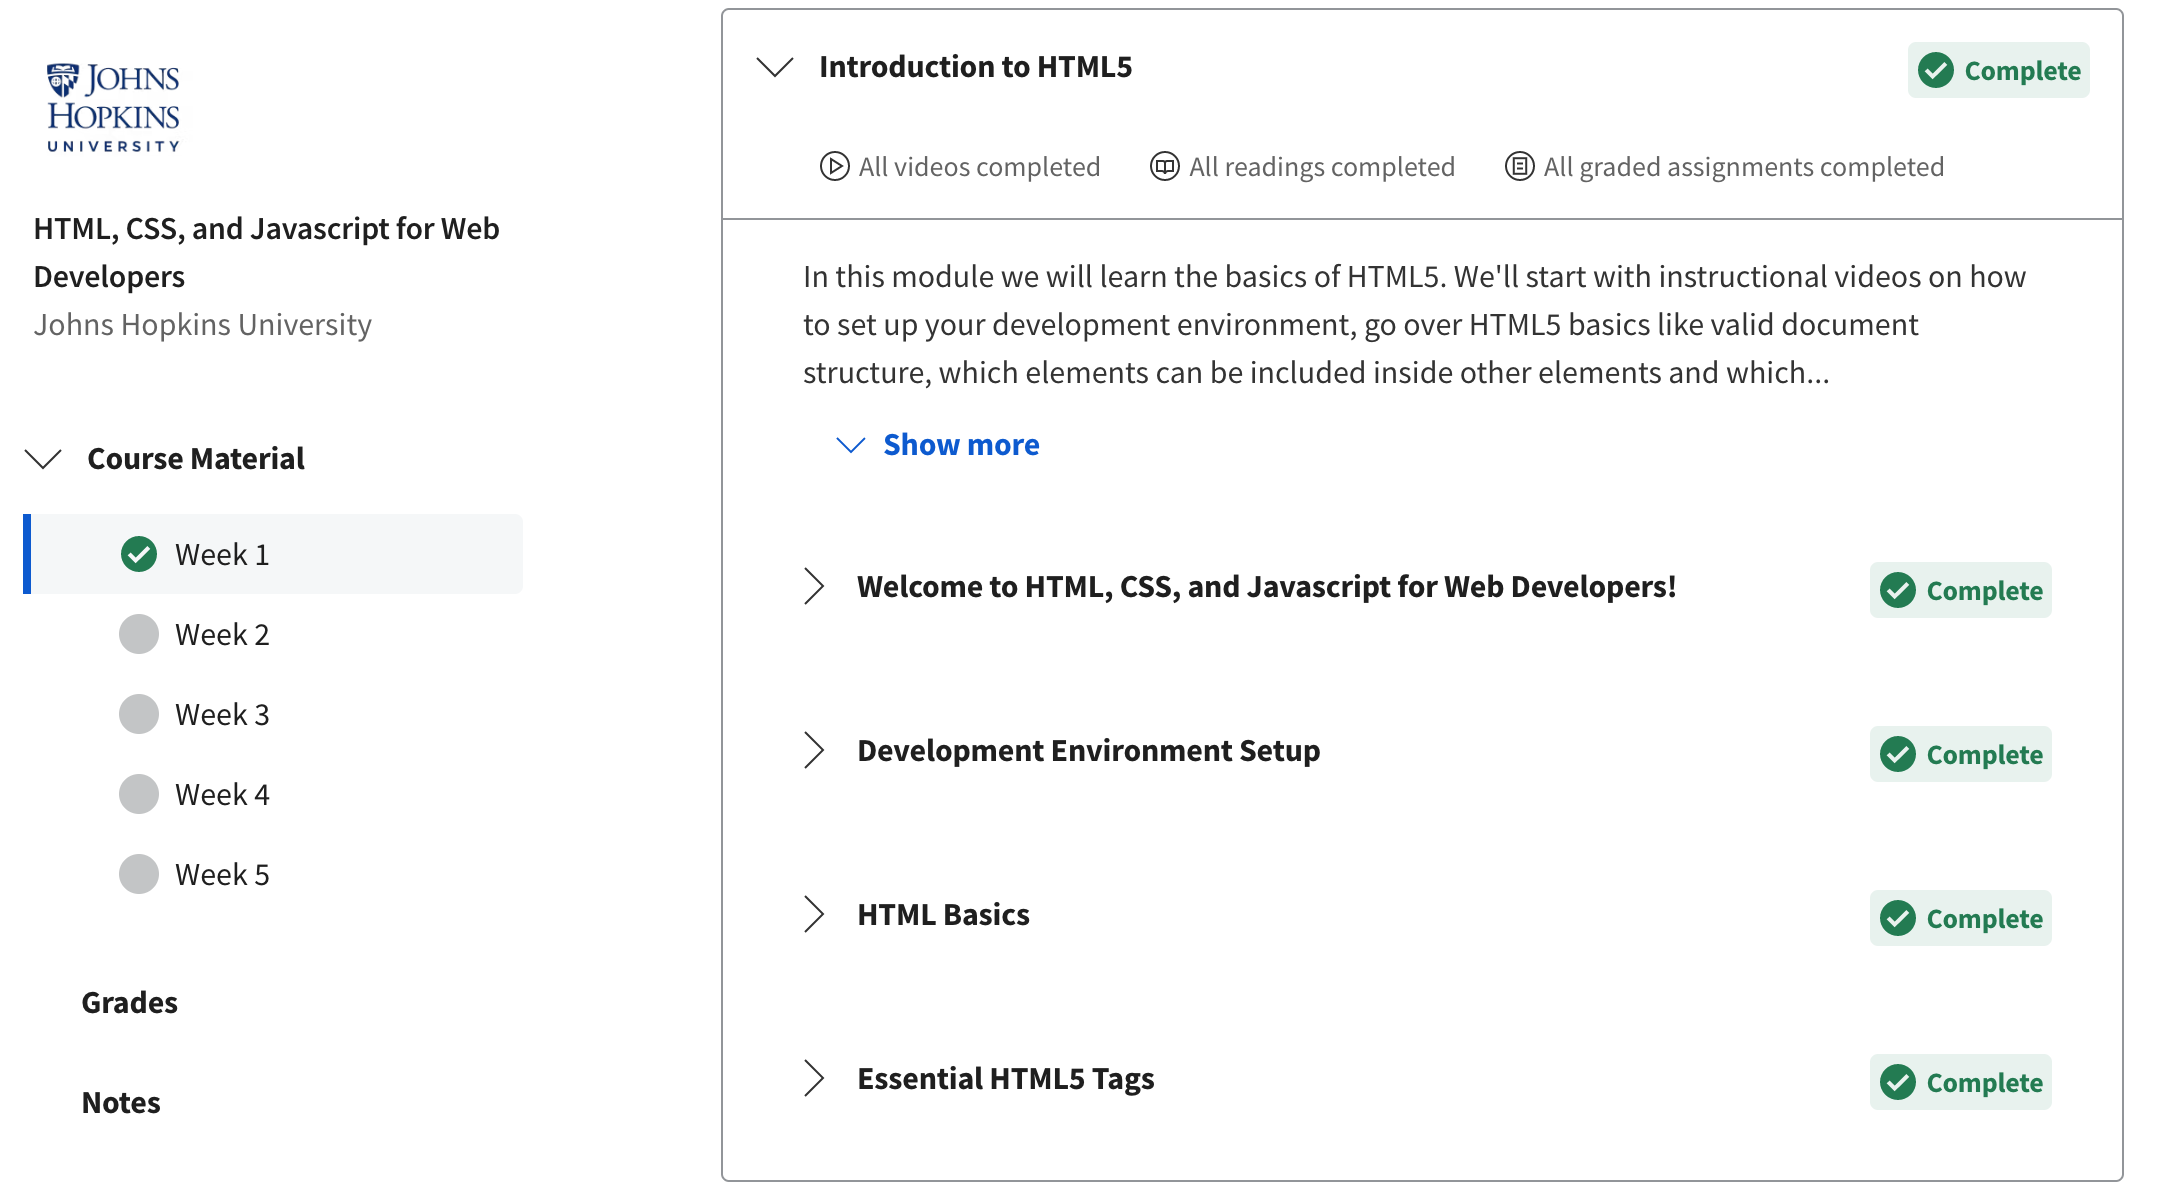 JOHNS
HOPKINS
UNIVERSITY
HTML, CSS, and Javascript for Web
Developers
Johns Hopkins University
Course Material
Week 1
Week 2
Week 3
Week 4
Week 5
Grades
Notes
Introduction to HTML5
Complete
All videos completed
All readings completed
All graded assignments completed
In this module we will learn the basics of HTML5. We'll start with instructional videos on how
to set up your development environment, go over HTML5 basics like valid document
structure, which elements can be included inside other elements and which...
Show more
Welcome to HTML, CSS, and Javascript for Web Developers!
Complete
Development Environment Setup
Complete
HTML Basics
Complete
Essential HTML5 Tags
Complete